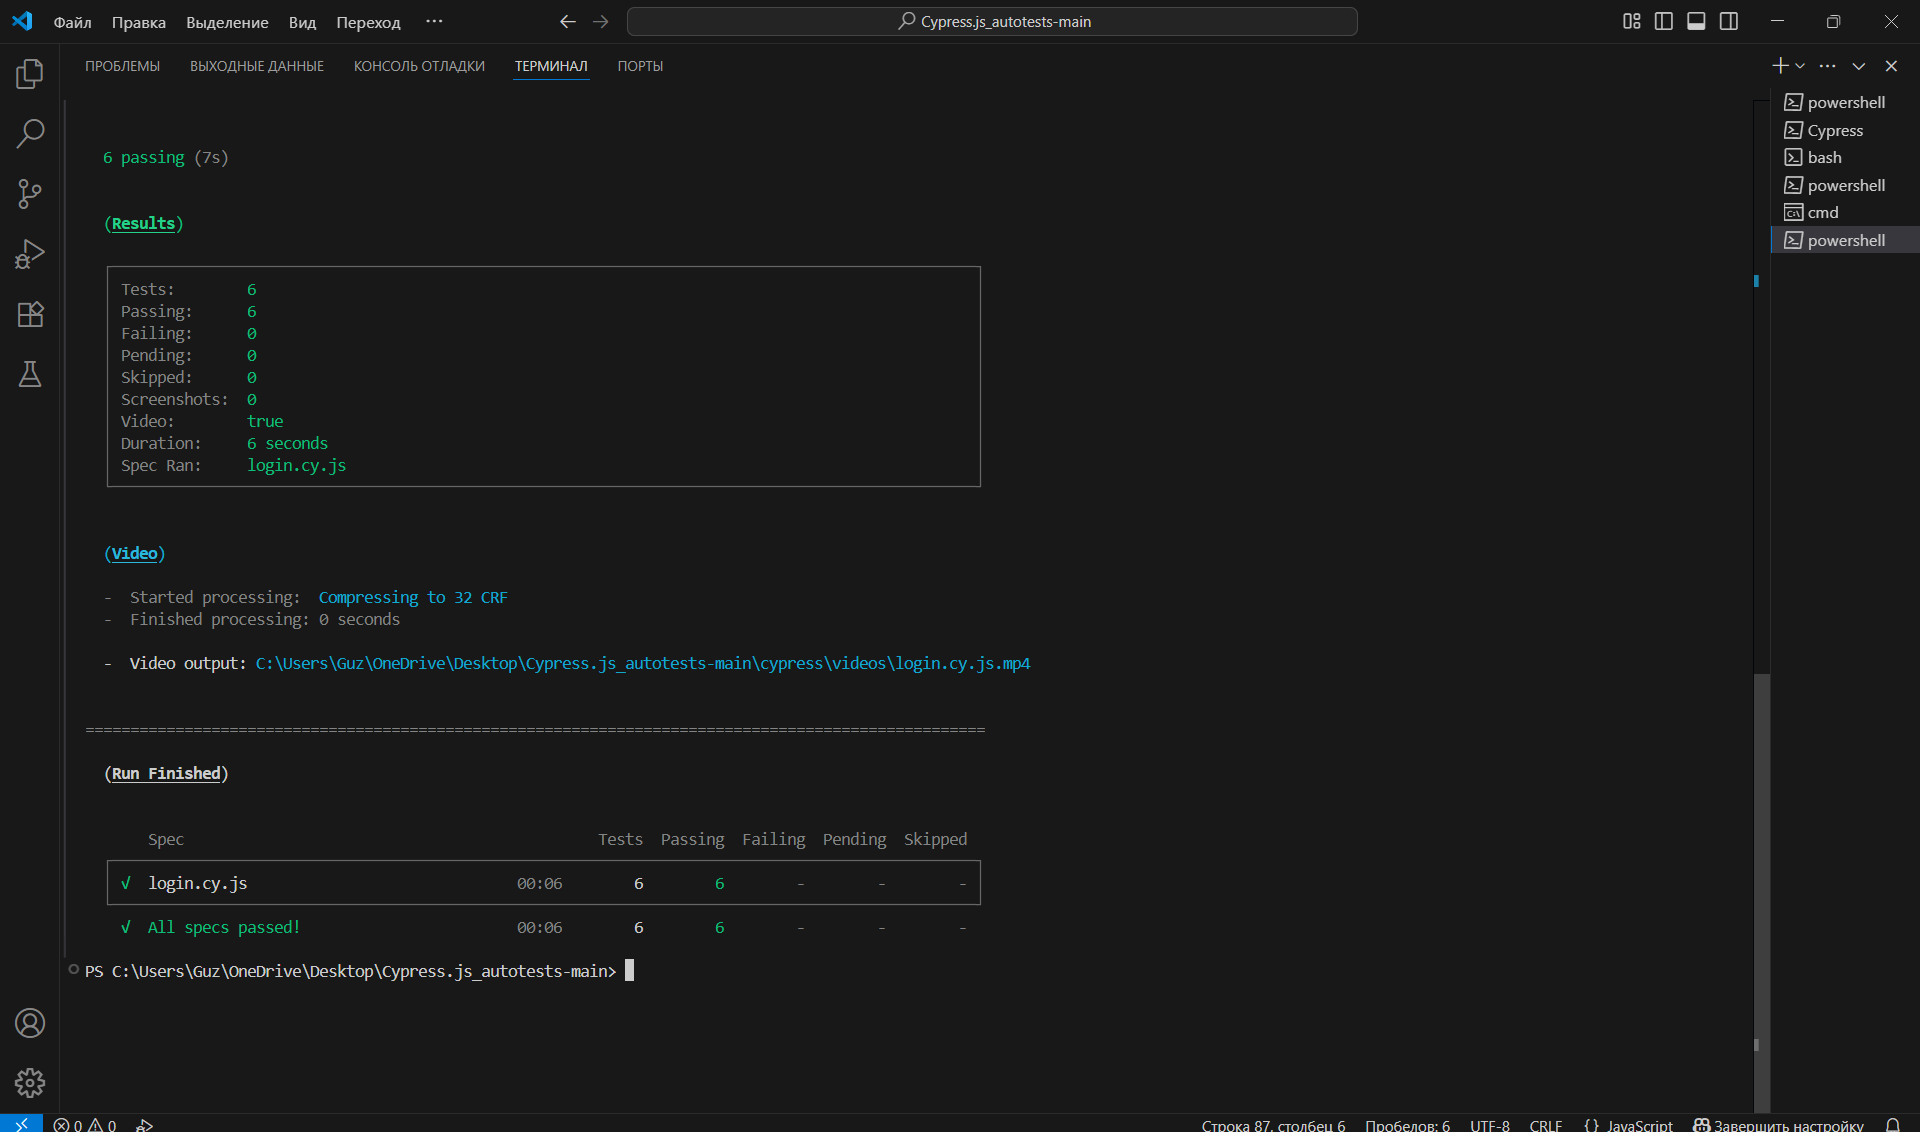 Файл Правка Выделение Вид Переход ··· Cypress.js_autotests-main
ПРОБЛЕМЫ ВЫХОДНЫЕ ДАННЫЕ КОНСОЛЬ ОТЛАДКИ ТЕРМИНАЛ ПОРТЫ
powershell
Cypress
bash
powershell
cmd
powershell
6 passing (7s)
(Results)
Tests: 6
Passing: 6
Failing: 0
Pending: 0
Skipped: 0
Screenshots: 0
Video: true
Duration: 6 seconds
Spec Ran: login.cy.js
(Video)
- Started processing: Compressing to 32 CRF
- Finished processing: 0 seconds
- Video output: C:\Users\Guz\OneDrive\Desktop\Cypress.js_autotests-main\cypress\videos\login.cy.js.mp4
====================================================================================================
(Run Finished)
Spec Tests Passing Failing Pending Skipped
√ login.cy.js 00:06 6 6 - - -
√ All specs passed! 00:06 6 6 - - -
PS C:\Users\Guz\OneDrive\Desktop\Cypress.js_autotests-main>
0 0 Строка 87, столбец 6 Пробелов: 6 UTF-8 CRLF {} JavaScript Завершить настройку